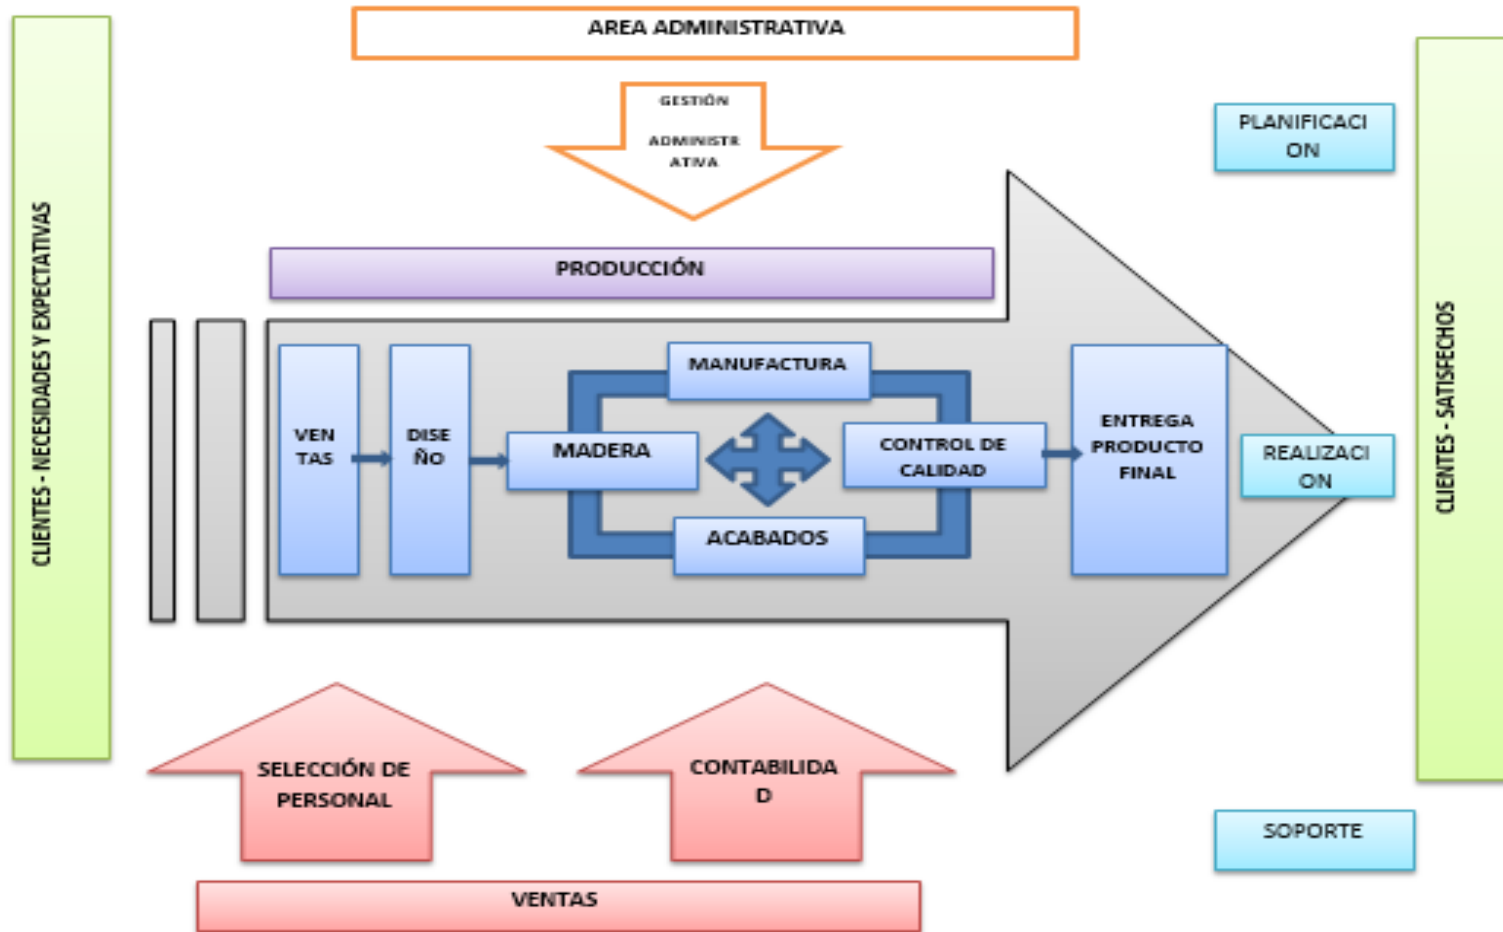 AREA ADMINISTRATIVA
GESTIÓN
ADMINISTR
ATIVA
PLANIFICACI
ON
CLIENTES - NECESIDADES Y EXPECTATIVAS
PRODUCCIÓN
VEN
TAS
DISE
ÑO
MADERA
MANUFACTURA
ACABADOS
CONTROL DE
CALIDAD
ENTREGA
PRODUCTO
FINAL
REALIZACI
ON
CLIENTES - SATISFECHOS
SELECCIÓN DE
PERSONAL
CONTABILIDA
D
SOPORTE
VENTAS